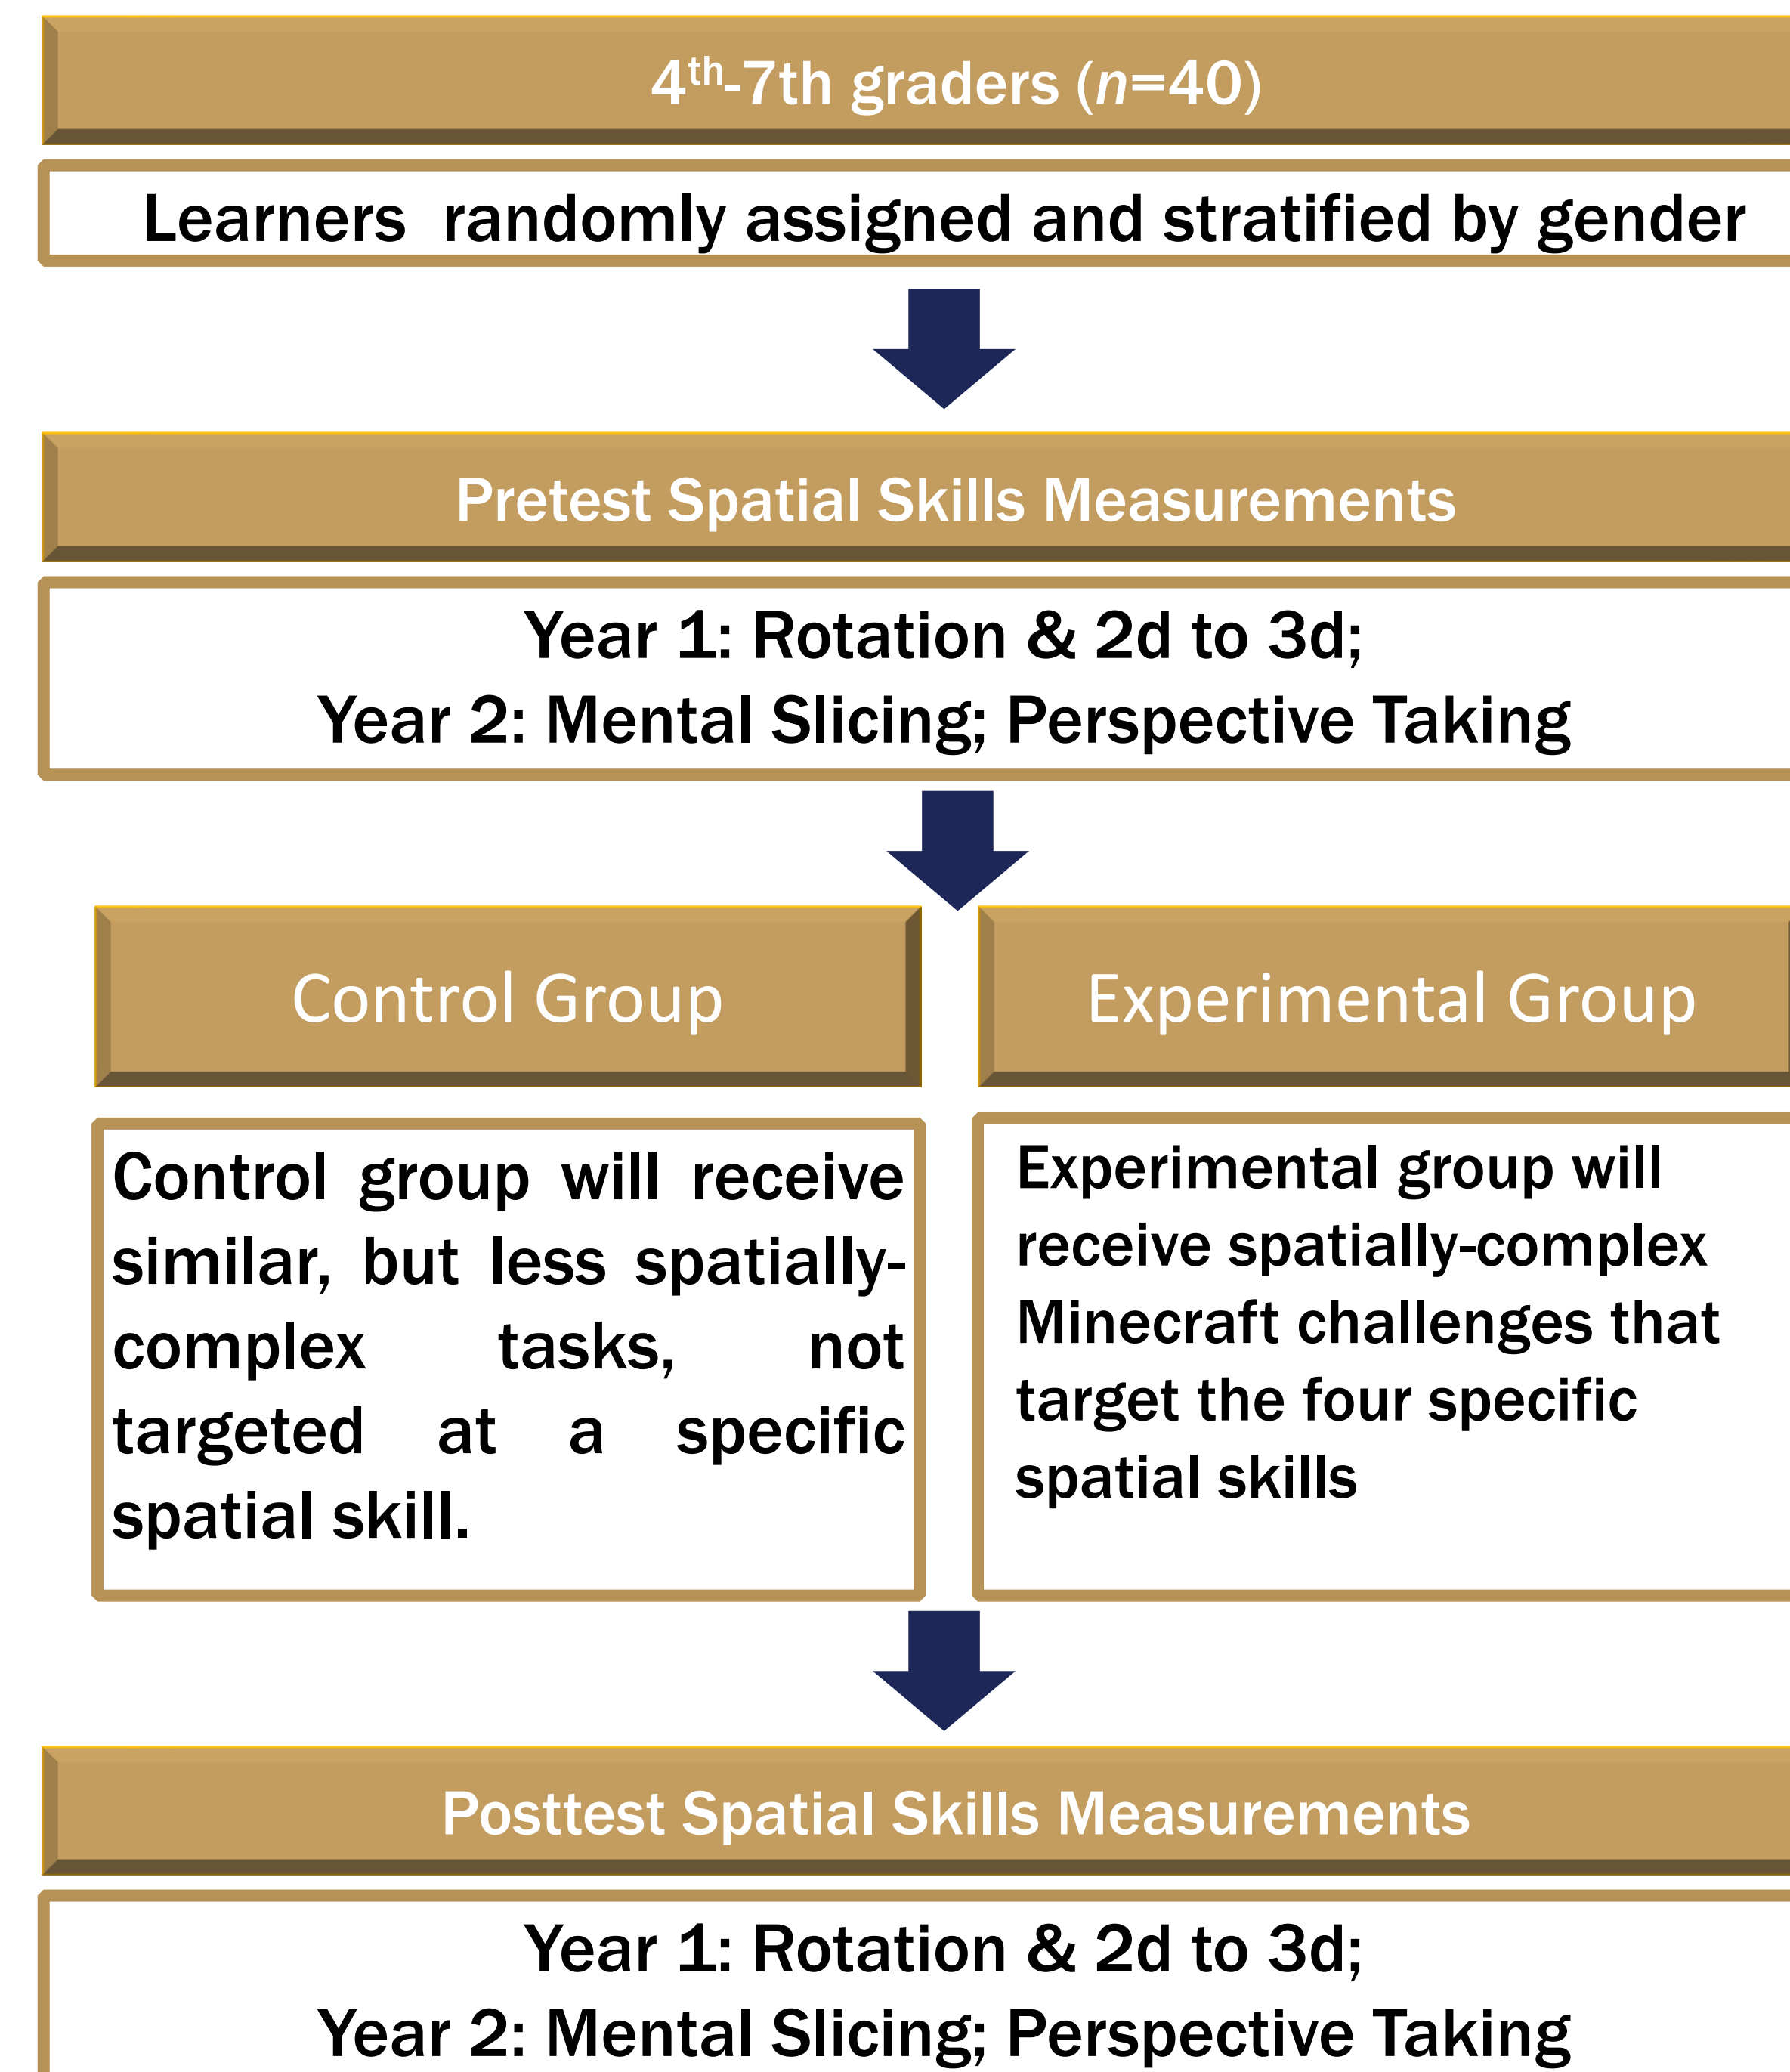 4th-7th graders (n=40)
Learners randomly assigned and stratified by gender
Pretest Spatial Skills Measurements
Year 1: Rotation & 2d to 3d;
Year 2: Mental Slicing; Perspective Taking
Control Group
Control group will receive
similar, but less spatially-
complex tasks, not
targeted at a specific
spatial skill.
Experimental Group
Experimental group will
receive spatially-complex
Minecraft challenges that
target the four specific
spatial skills
Posttest Spatial Skills Measurements
Year 1: Rotation & 2d to 3d;
Year 2: Mental Slicing; Perspective Taking